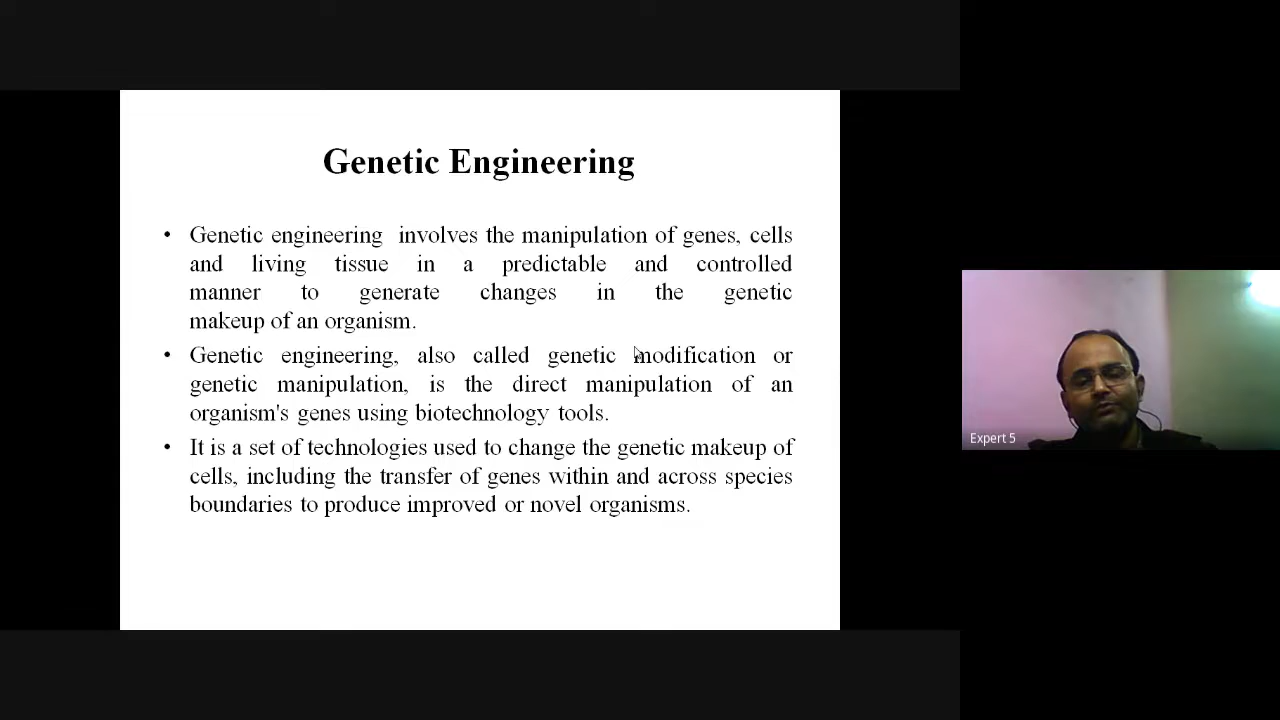 Genetic Engineering
• Genetic engineering involves the manipulation of genes, cells
and living tissue in a predictable and controlled
manner to generate changes in the genetic
makeup of an organism.
• Genetic engineering, also called genetic modification or
genetic manipulation, is the direct manipulation of an
organism's genes using biotechnology tools.
• It is a set of technologies used to change the genetic makeup of
cells, including the transfer of genes within and across species
boundaries to produce improved or novel organisms.
Expert 5